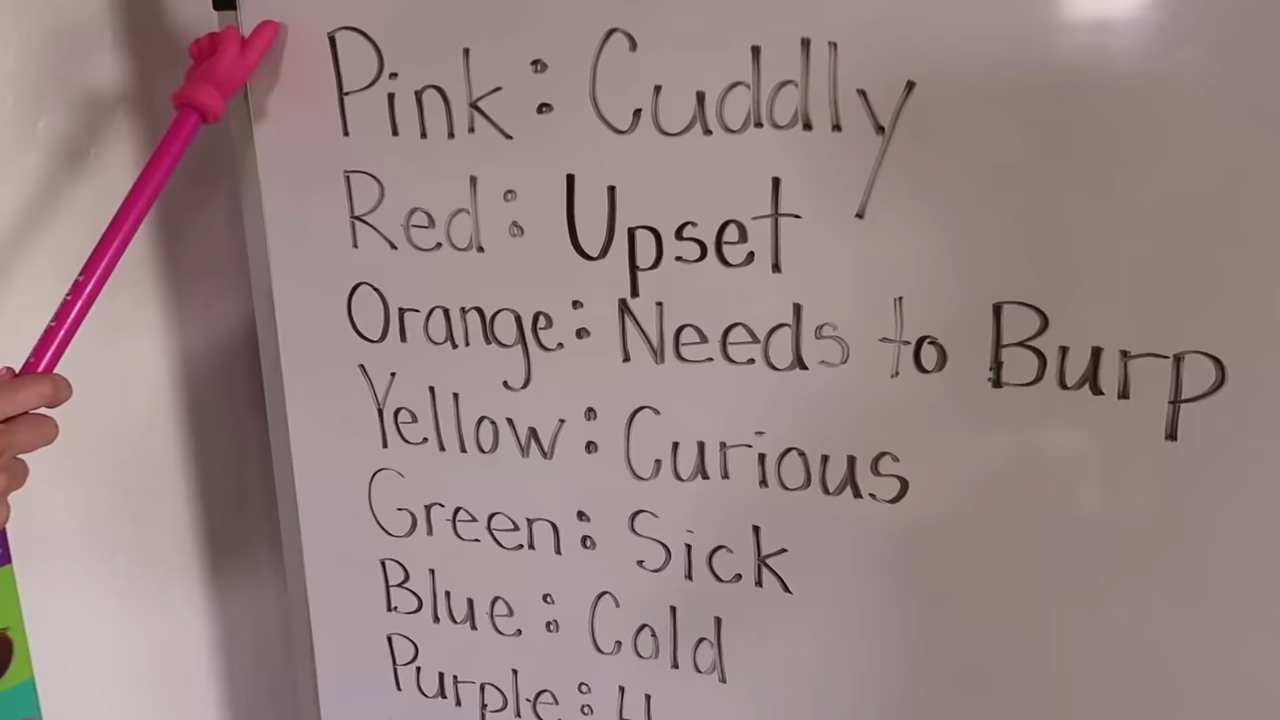 Pink: Cuddly
Red: Upset
Orange: Needs to Burp
Yellow: Curious
Green: Sick
Blue: Cold
Purple: